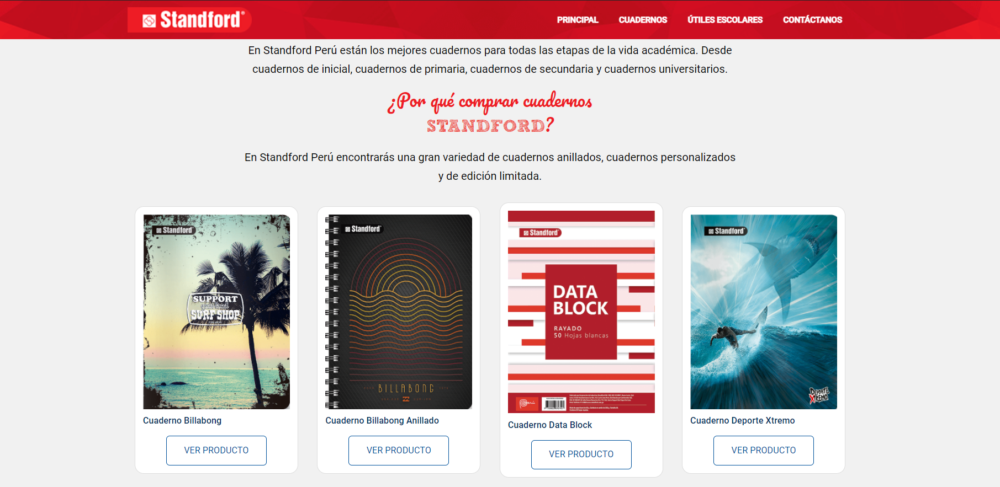 Standford®
PRINCIPAL
CUADERNOS
ÚTILES ESCOLARES
CONTÁCTANOS
En Standford Perú están los mejores cuadernos para todas las etapas de la vida académica. Desde
cuadernos de inicial, cuadernos de primaria, cuadernos de secundaria y cuadernos universitarios.
¿Por qué comprar cuadernos
STANDFORD?
En Standford Perú encontrarás una gran variedad de cuadernos anillados, cuadernos personalizados
y de edición limitada.
Standford
SUPPORT
SURF SHOP
Cuaderno Billabong
VER PRODUCTO
Standford
BILLABONG
Cuaderno Billabong Anillado
VER PRODUCTO
Standford
DATA
BLOCK
RAYADO
50 Hojas blancas
PERÚ
Cuaderno Data Block
VER PRODUCTO
Standford
DEPORTE
XTREMO
Cuaderno Deporte Xtremo
VER PRODUCTO